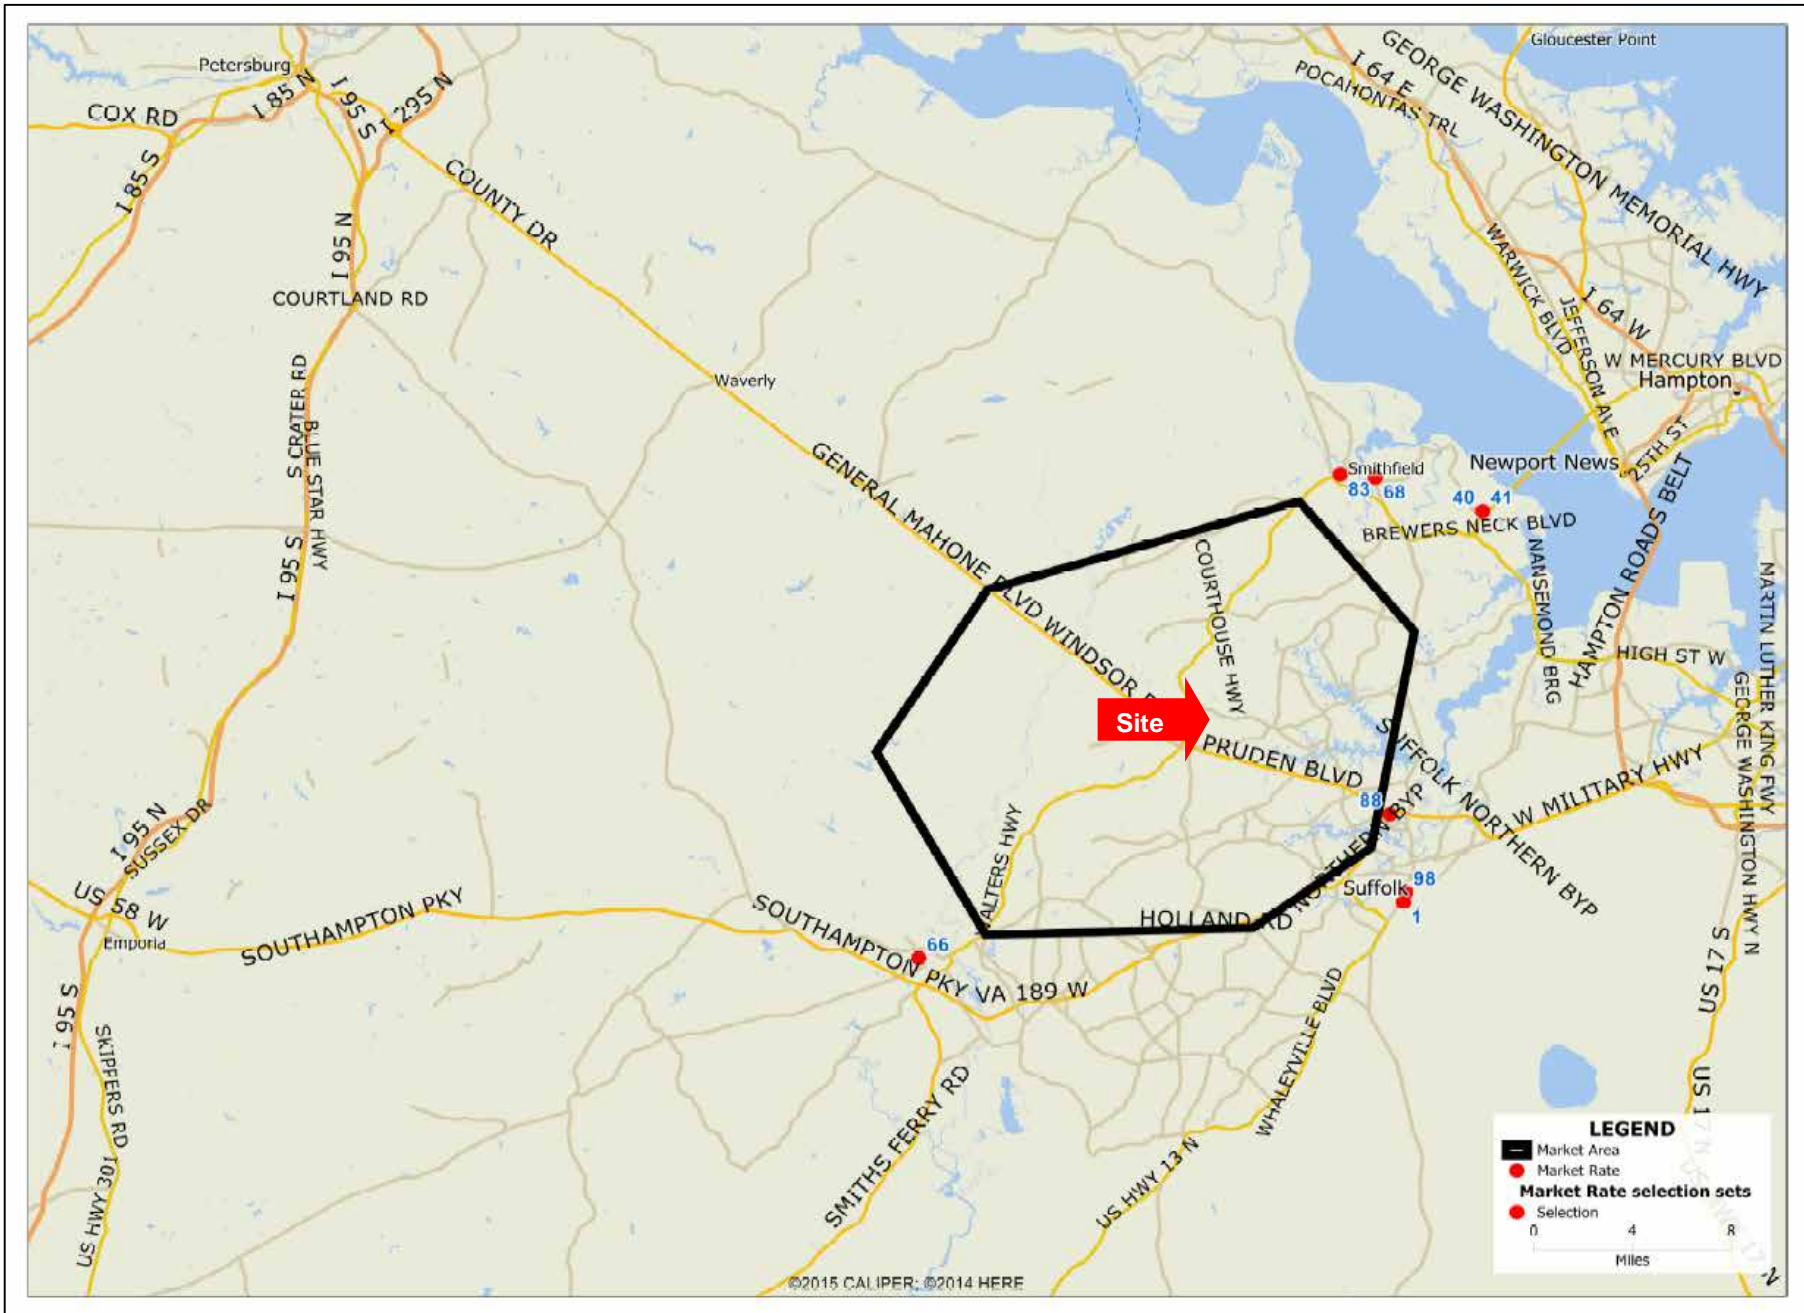 Gloucester Point
Petersburg
COX RD
I 85 N
I 95 S
I 295 N
GEORGE WASHINGTON MEMORIAL HWY
I 64 E
POCAHONTAS TRL
I 85 S
COUNTY DR
I 95 N
COURTLAND RD
WARWICK BLVD
JEFFERSON AVE
I 64 W
W MERCURY BLVD
Hampton
Waverly
S CRATER RD
BLUE STAR HWY
GENERAL MAHONE BLVD
WINDSOR
Smithfield
83
68
40
41
Newport News
25TH ST
HAMPTON ROADS BELT
BREWERS NECK BLVD
I 95 S
COURTHOUSE HWY
NANSEMOND BRG
HIGH ST W
MARTIN LUTHER KING FWY
GEORGE WASHINGTON HWY N
Site
PRUDEN BLVD
SUFFOLK NORTHERN BYP
W MILITARY HWY
88
BYP
I 95 N
SUSSEX DR
US 58 W
Emporia
SOUTHAMPTON PKY
SOUTHAMPTON PKY
66
HOLLAND RD
Suffolk
98
1
VA 189 W
WHALEYVILLE BLVD
US 17 S
I 95 S
SKIPPERS RD
US HWY 301
SMITHS FERRY RD
US HWY 13 N
LEGEND
Market Area
Market Rate
Market Rate selection sets
Selection
0 4 8
Miles
©2015 CALIPER; ©2014 HERE